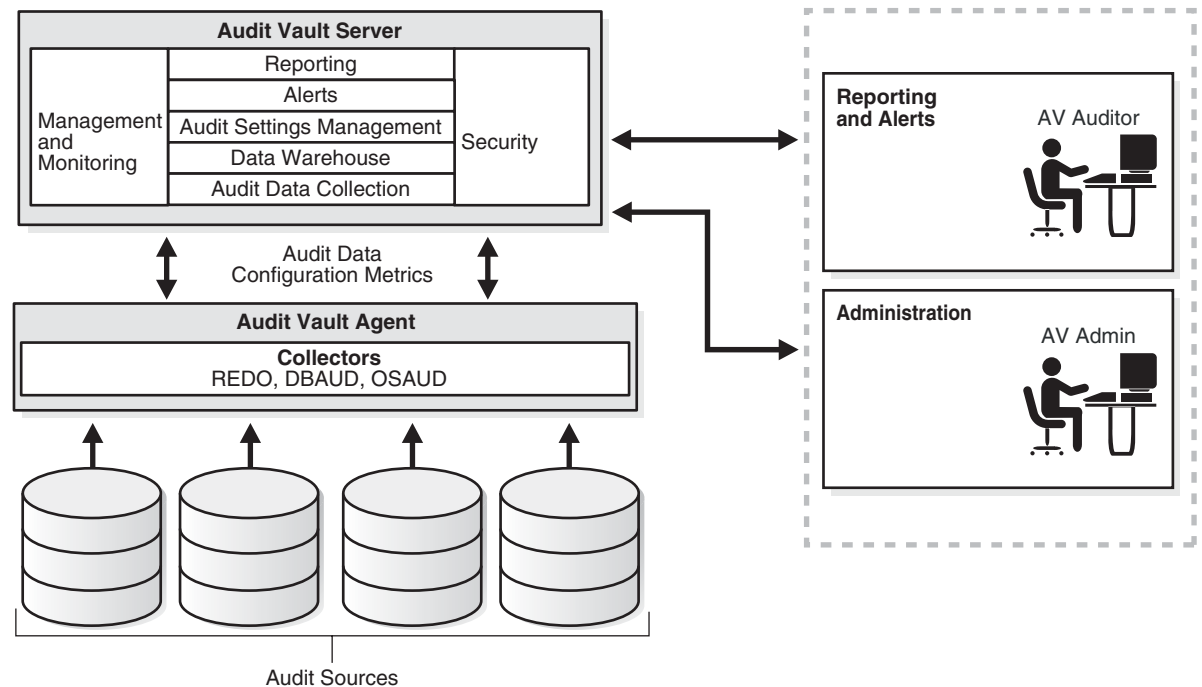 Audit Vault Server
Management
and
Monitoring
Reporting
Alerts
Audit Settings Management
Data Warehouse
Audit Data Collection
Security
Audit Data
Configuration Metrics
Audit Vault Agent
Collectors
REDO, DBAUD, OSAUD
Audit Sources
Reporting
and Alerts
AV Auditor
Administration
AV Admin